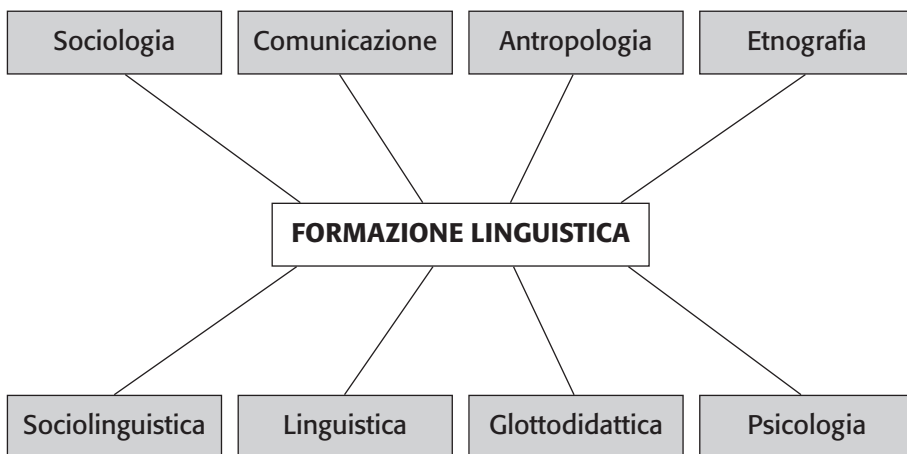 Sociologia
Comunicazione
Antropologia
Etnografia
FORMAZIONE LINGUISTICA
Sociolinguistica
Linguistica
Glottodidattica
Psicologia